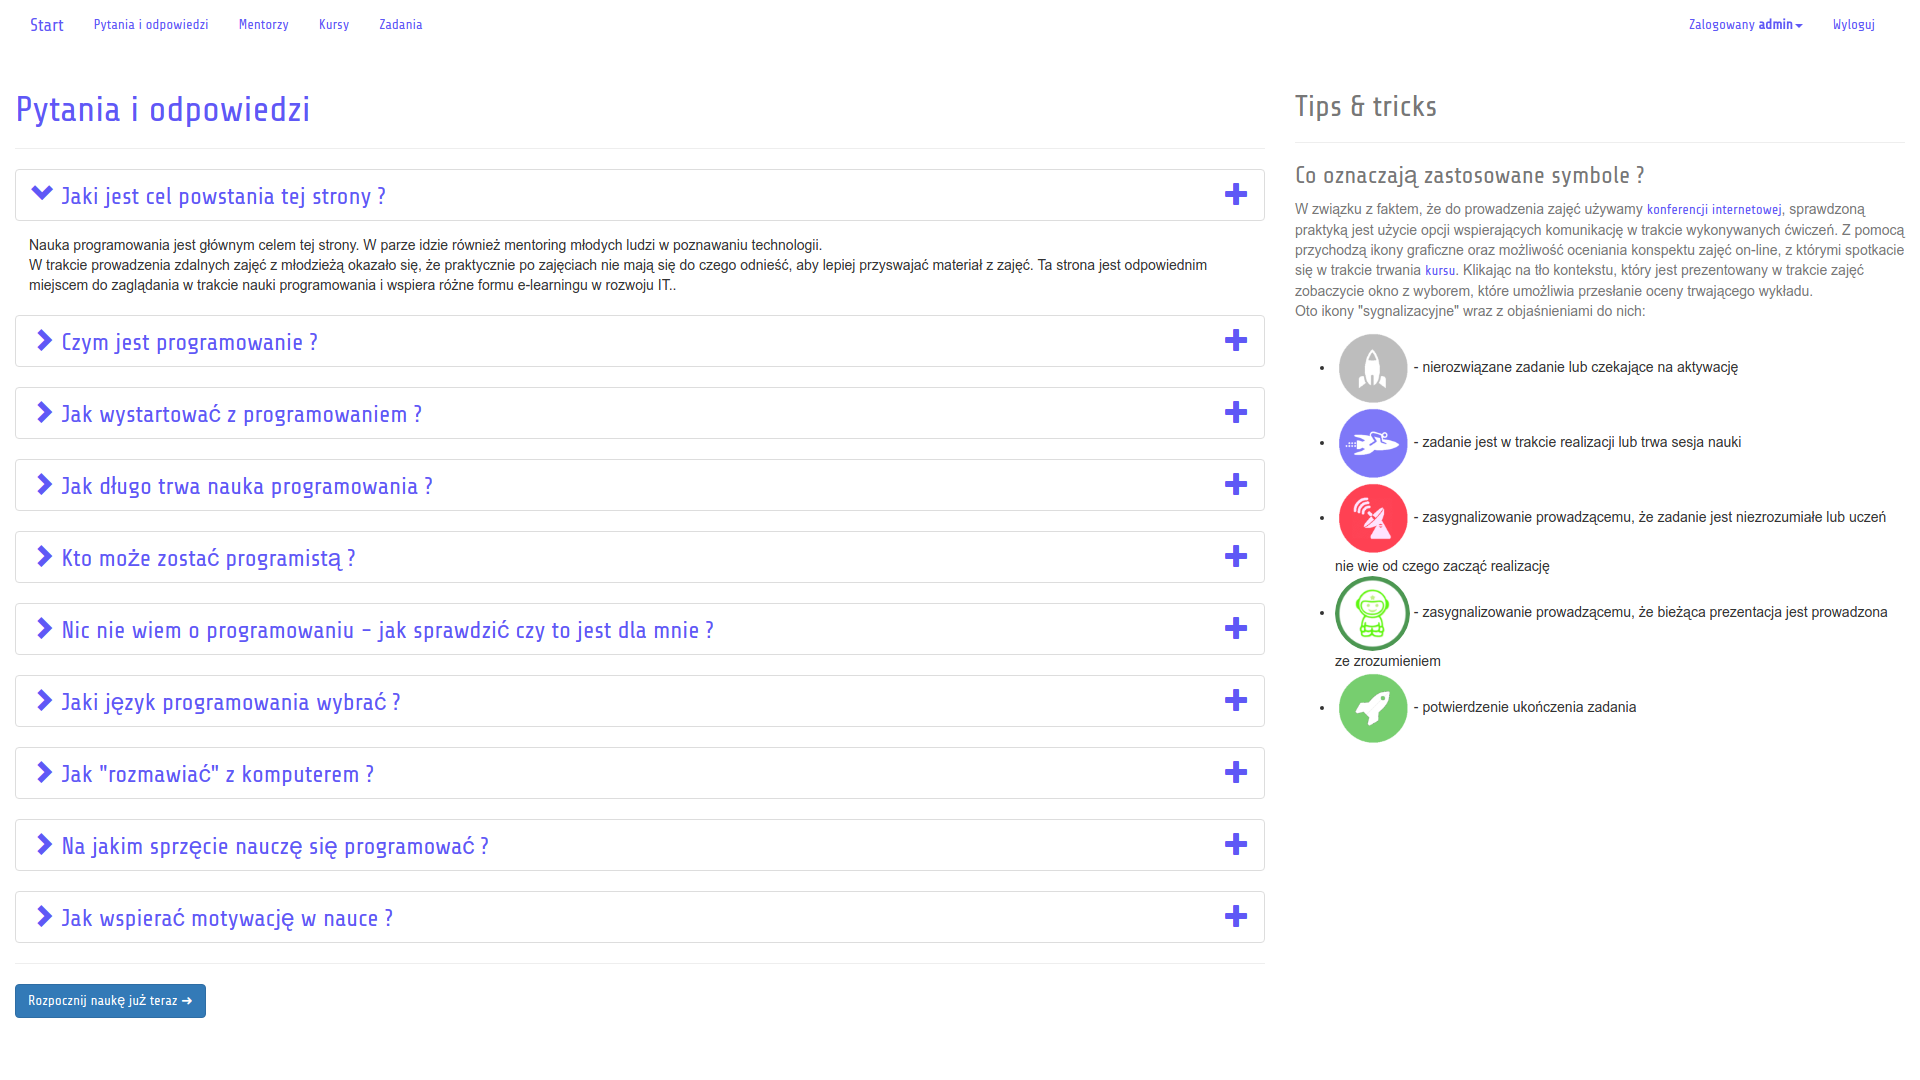 Start Pytania i odpowiedzi Mentorzy Kursy Zadania Zalogowany admin Wyloguj
Pytania i odpowiedzi
Jaki jest cel powstania tej strony ?
Nauka programowania jest głównym celem tej strony. W parze idzie również mentoring młodych ludzi w poznawaniu technologii.
W trakcie prowadzenia zdalnych zajęć z młodzieżą okazało się, że praktycznie po zajęciach nie mają się do czego odnieść, aby lepiej przyswajać materiał z zajęć. Ta strona jest odpowiednim
miejscem do zaglądania w trakcie nauki programowania i wspiera różne formu e-learningu w rozwoju IT..
Czym jest programowanie ?
Jak wystartować z programowaniem ?
Jak długo trwa nauka programowania ?
Kto może zostać programistą ?
Nic nie wiem o programowaniu - jak sprawdzić czy to jest dla mnie ?
Jaki język programowania wybrać ?
Jak "rozmawiać" z komputerem ?
Na jakim sprzęcie nauczę się programować ?
Jak wspierać motywację w nauce ?
Rozpocznij naukę już teraz ➜
Tips & tricks
Co oznaczają zastosowane symbole ?
W związku z faktem, że do prowadzenia zajęć używamy konferencji internetowej, sprawdzoną
praktyką jest użycie opcji wspierających komunikację w trakcie wykonywanych ćwiczeń. Z pomocą
przychodzą ikony graficzne oraz możliwość oceniania konspektu zajęć on-line, z którymi spotkacie
się w trakcie trwania kursu. Klikając na tło kontekstu, który jest prezentowany w trakcie zajęć
zobaczycie okno z wyborem, które umożliwia przesłanie oceny trwającego wykładu.
Oto ikony "sygnalizacyjne" wraz z objaśnieniami do nich:
- nierozwiązane zadanie lub czekające na aktywację
- zadanie jest w trakcie realizacji lub trwa sesja nauki
- zasygnalizowanie prowadzącemu, że zadanie jest niezrozumiałe lub uczeń
nie wie od czego zacząć realizację
- zasygnalizowanie prowadzącemu, że bieżąca prezentacja jest prowadzona
ze zrozumieniem
- potwierdzenie ukończenia zadania